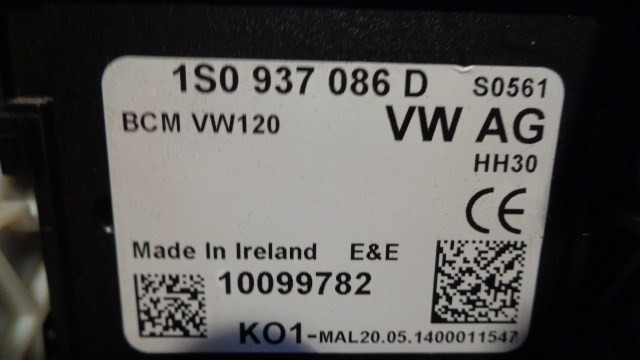 1S0 937 086 D S0561
BCM VW120 VW AG
HH30
CE
Made In Ireland E&E
10099782
KO1-MAL20.05.1400011547